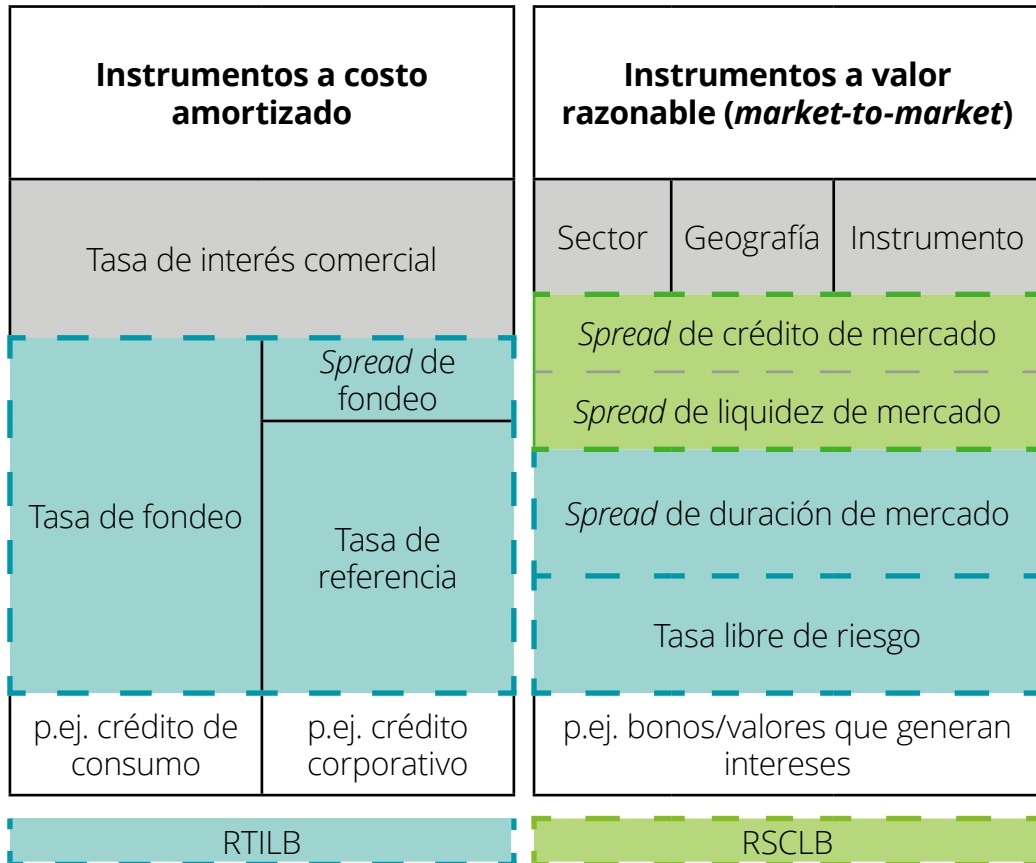 Instrumentos a costo
amortizado
Instrumentos a valor
razonable (market-to-market)
Tasa de interés comercial
Sector
Geografía
Instrumento
Spread de crédito de mercado
Spread de liquidez de mercado
Spread de
fondeo
Tasa de fondeo
Tasa de
referencia
Spread de duración de mercado
Tasa libre de riesgo
p.ej. crédito de
consumo
p.ej. crédito
corporativo
p.ej. bonos/valores que generan
intereses
RTILB
RSCLB